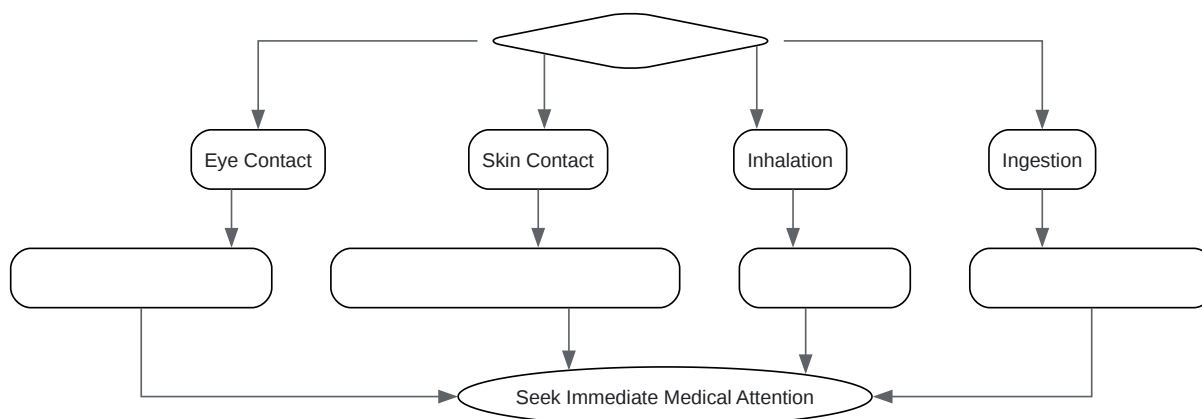 Eye Contact
Skin Contact
Inhalation
Ingestion
Seek Immediate Medical Attention